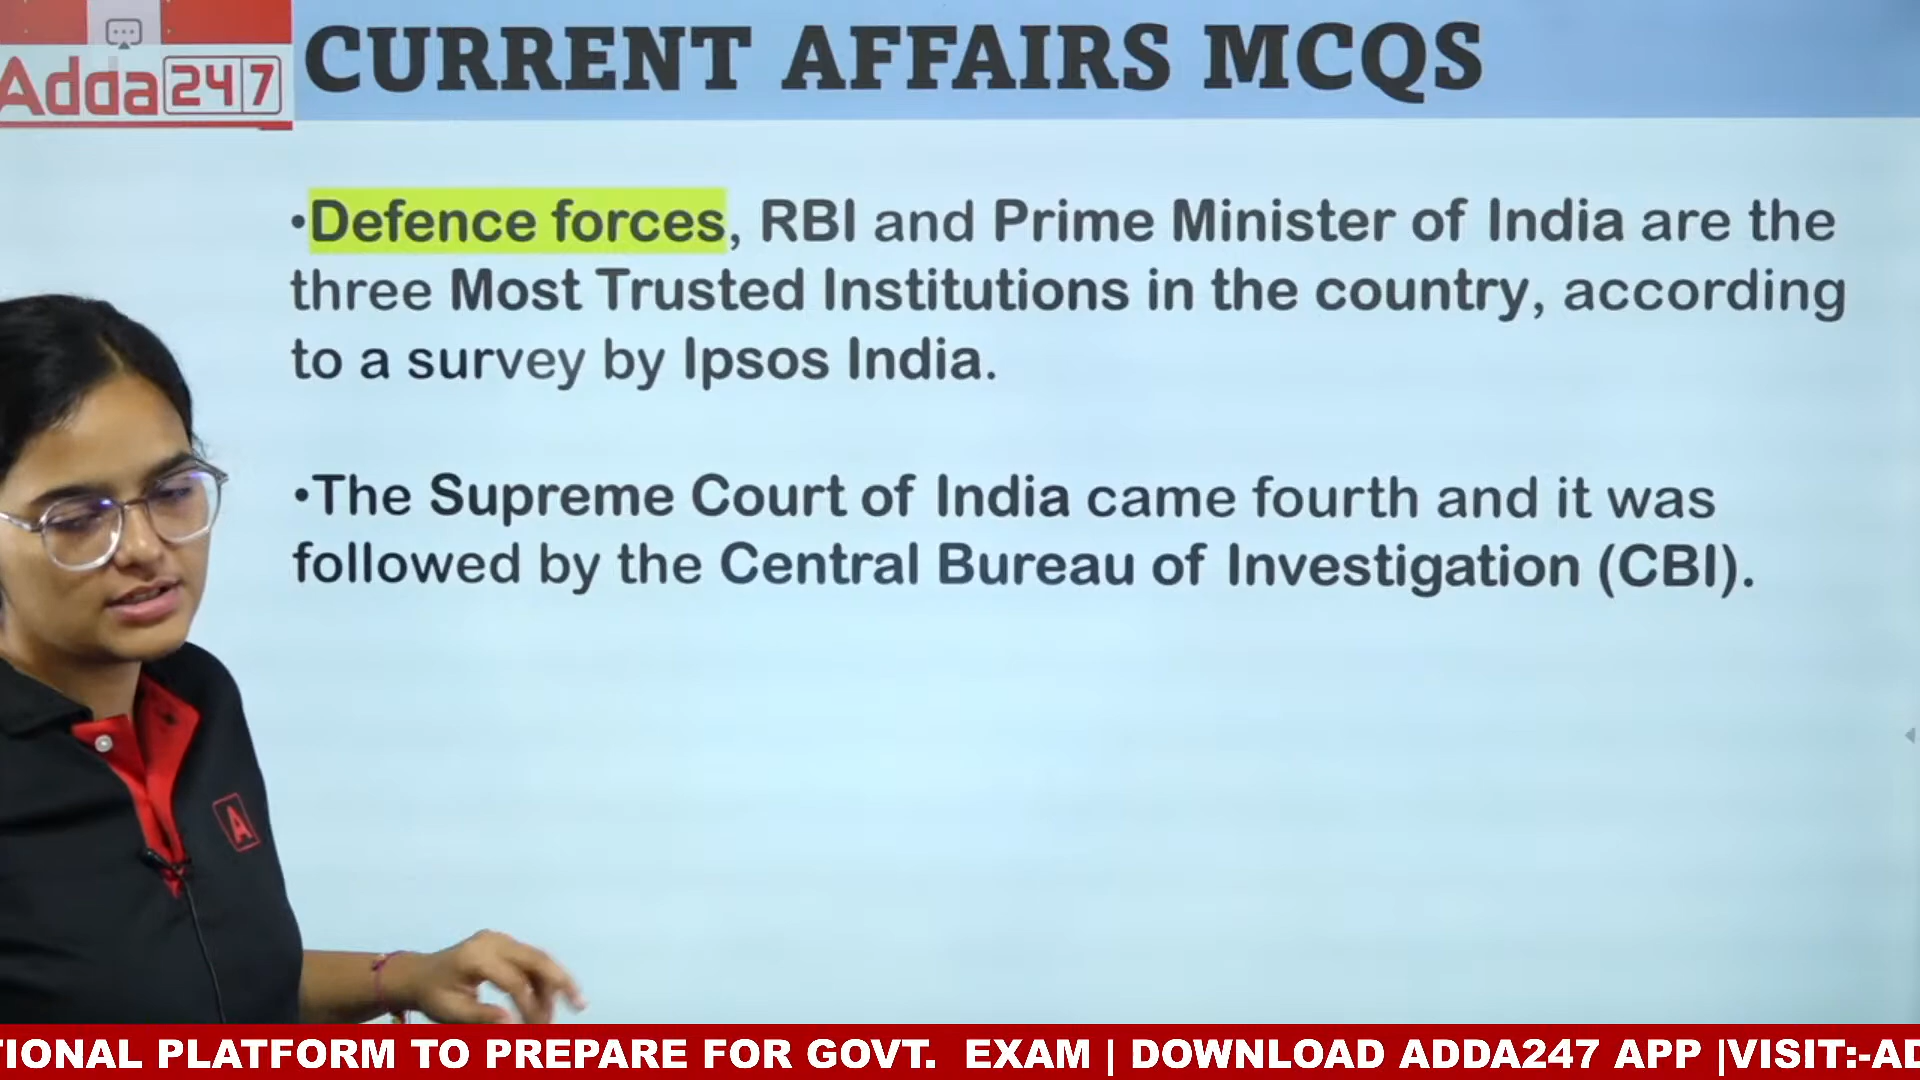 Adda247
CURRENT AFFAIRS MCQS
•Defence forces, RBI and Prime Minister of India are the
three Most Trusted Institutions in the country, according
to a survey by Ipsos India.
•The Supreme Court of India came fourth and it was
followed by the Central Bureau of Investigation (CBI).
A
TIONAL PLATFORM TO PREPARE FOR GOVT. EXAM | DOWNLOAD ADDA247 APP |VISIT:-AD